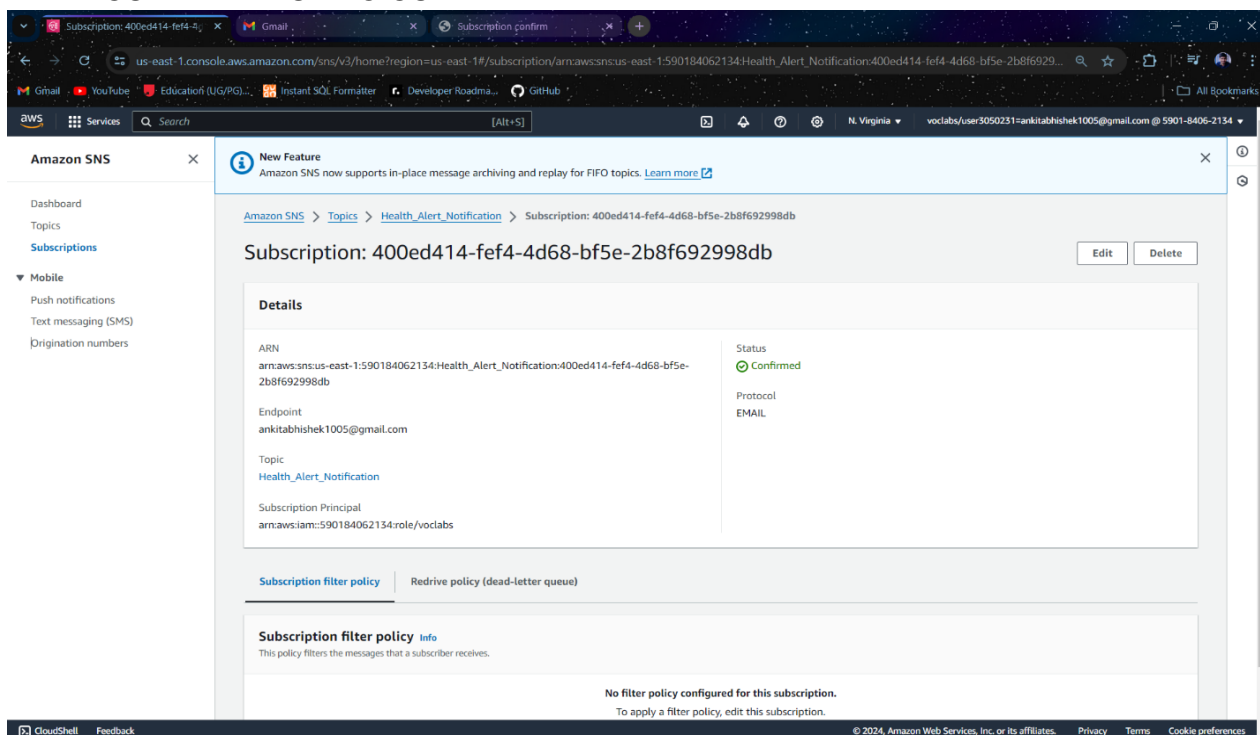 Subscription: 400ed414-fef4-4
Gmail
Subscription confirm
us-east-1.console.aws.amazon.com/sns/v3/home?region=us-east-1#/subscription/arn:aws:sns:us-east-1:590184062134:Health_Alert_Notification:400ed414-fef4-4d68-bf5e-2b8f6929...
Gmail YouTube Education (UG/PG)... Instant SQL Formatter Developer Roadma... GitHub All Bookmarks
aws Services Search [Alt+S] N. Virginia voclabs/user3050231=ankitabhishek1005@gmail.com @ 5901-8406-2134
Amazon SNS
Dashboard
Topics
Subscriptions
Mobile
Push notifications
Text messaging (SMS)
Origination numbers
New Feature
Amazon SNS now supports in-place message archiving and replay for FIFO topics. Learn more
Amazon SNS > Topics > Health_Alert_Notification > Subscription: 400ed414-fef4-4d68-bf5e-2b8f692998db
Subscription: 400ed414-fef4-4d68-bf5e-2b8f692998db
Edit
Delete
Details
ARN
arn:aws:sns:us-east-1:590184062134:Health_Alert_Notification:400ed414-fef4-4d68-bf5e-
2b8f692998db
Endpoint
ankitabhishek1005@gmail.com
Topic
Health_Alert_Notification
Subscription Principal
arn:aws:iam::590184062134:role/voclabs
Status
Confirmed
Protocol
EMAIL
Subscription filter policy
Redrive policy (dead-letter queue)
Subscription filter policy Info
This policy filters the messages that a subscriber receives.
No filter policy configured for this subscription.
To apply a filter policy, edit this subscription.
CloudShell Feedback © 2024, Amazon Web Services, Inc. or its affiliates. Privacy Terms Cookie preferences